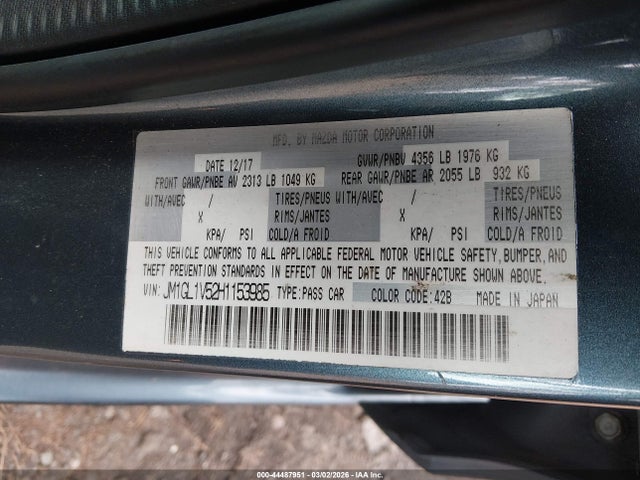 MFD. BY MAZDA MOTOR CORPORATION
DATE 12/17 GVWR/PNBV 4356 LB 1976 KG
FRONT GAWR/PNBE AV 2313 LB 1049 KG REAR GAWR/PNBE AR 2055 LB 932 KG
WITH/AVEC / TIRES/PNEUS WITH/AVEC / TIRES/PNEUS
X RIMS/JANTES X RIMS/JANTES
KPA/ PSI COLD/A FROID KPA/ PSI COLD/A FROID
THIS VEHICLE CONFORMS TO ALL APPLICABLE FEDERAL MOTOR VEHICLE SAFETY, BUMPER, AND
THEFT PREVENTION STANDARDS IN EFFECT ON THE DATE OF MANUFACTURE SHOWN ABOVE.
VIN: JM1GL1V52H1153985 TYPE: PASS CAR COLOR CODE: 42B MADE IN JAPAN
000-44487951 | 03/02/2026 - IAAI.COM